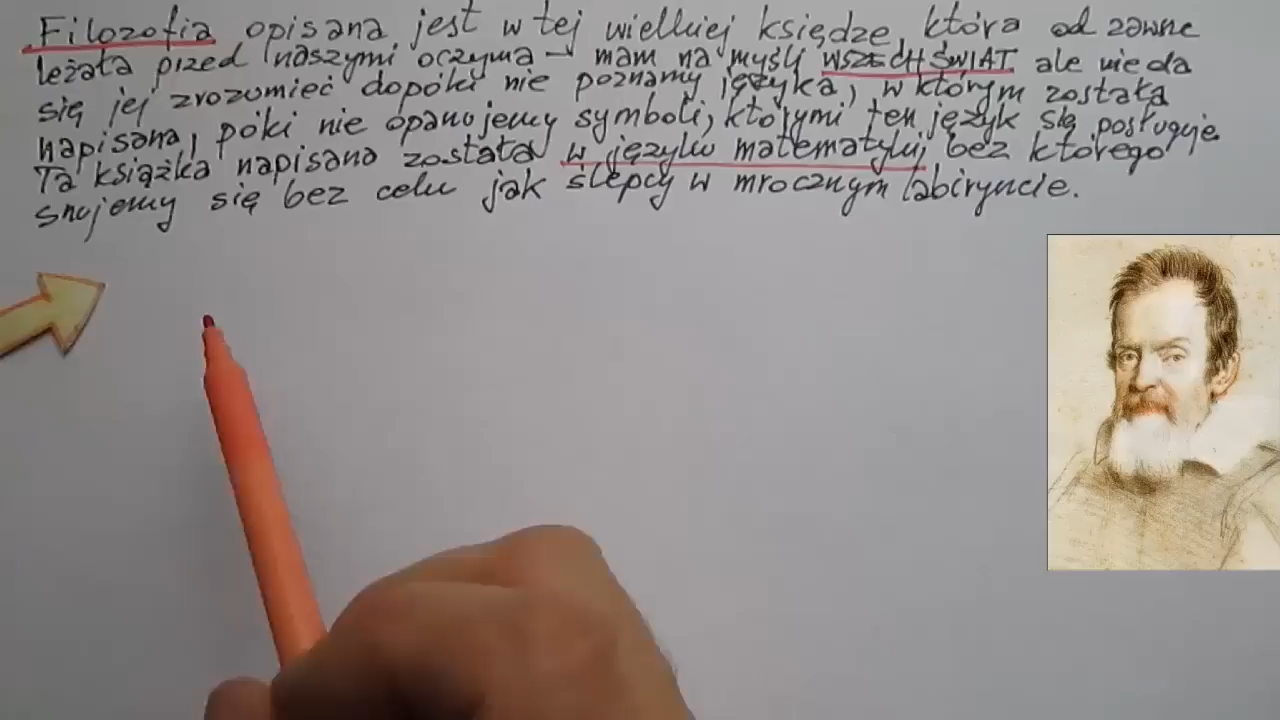 Filozofia opisana jest w tej wielkiej księdze, która od zawsze
leżała przed naszymi oczyma – mam na myśli WSZECHŚWIAT ale nie da
się jej zrozumieć dopóki nie poznamy języka, w którym została
napisana, póki nie opanujemy symboli, którymi ten język się posługuje.
Ta książka napisana została w języku matematyki, bez którego
snujemy się bez celu jak ślepcy w mrocznym labiryncie.